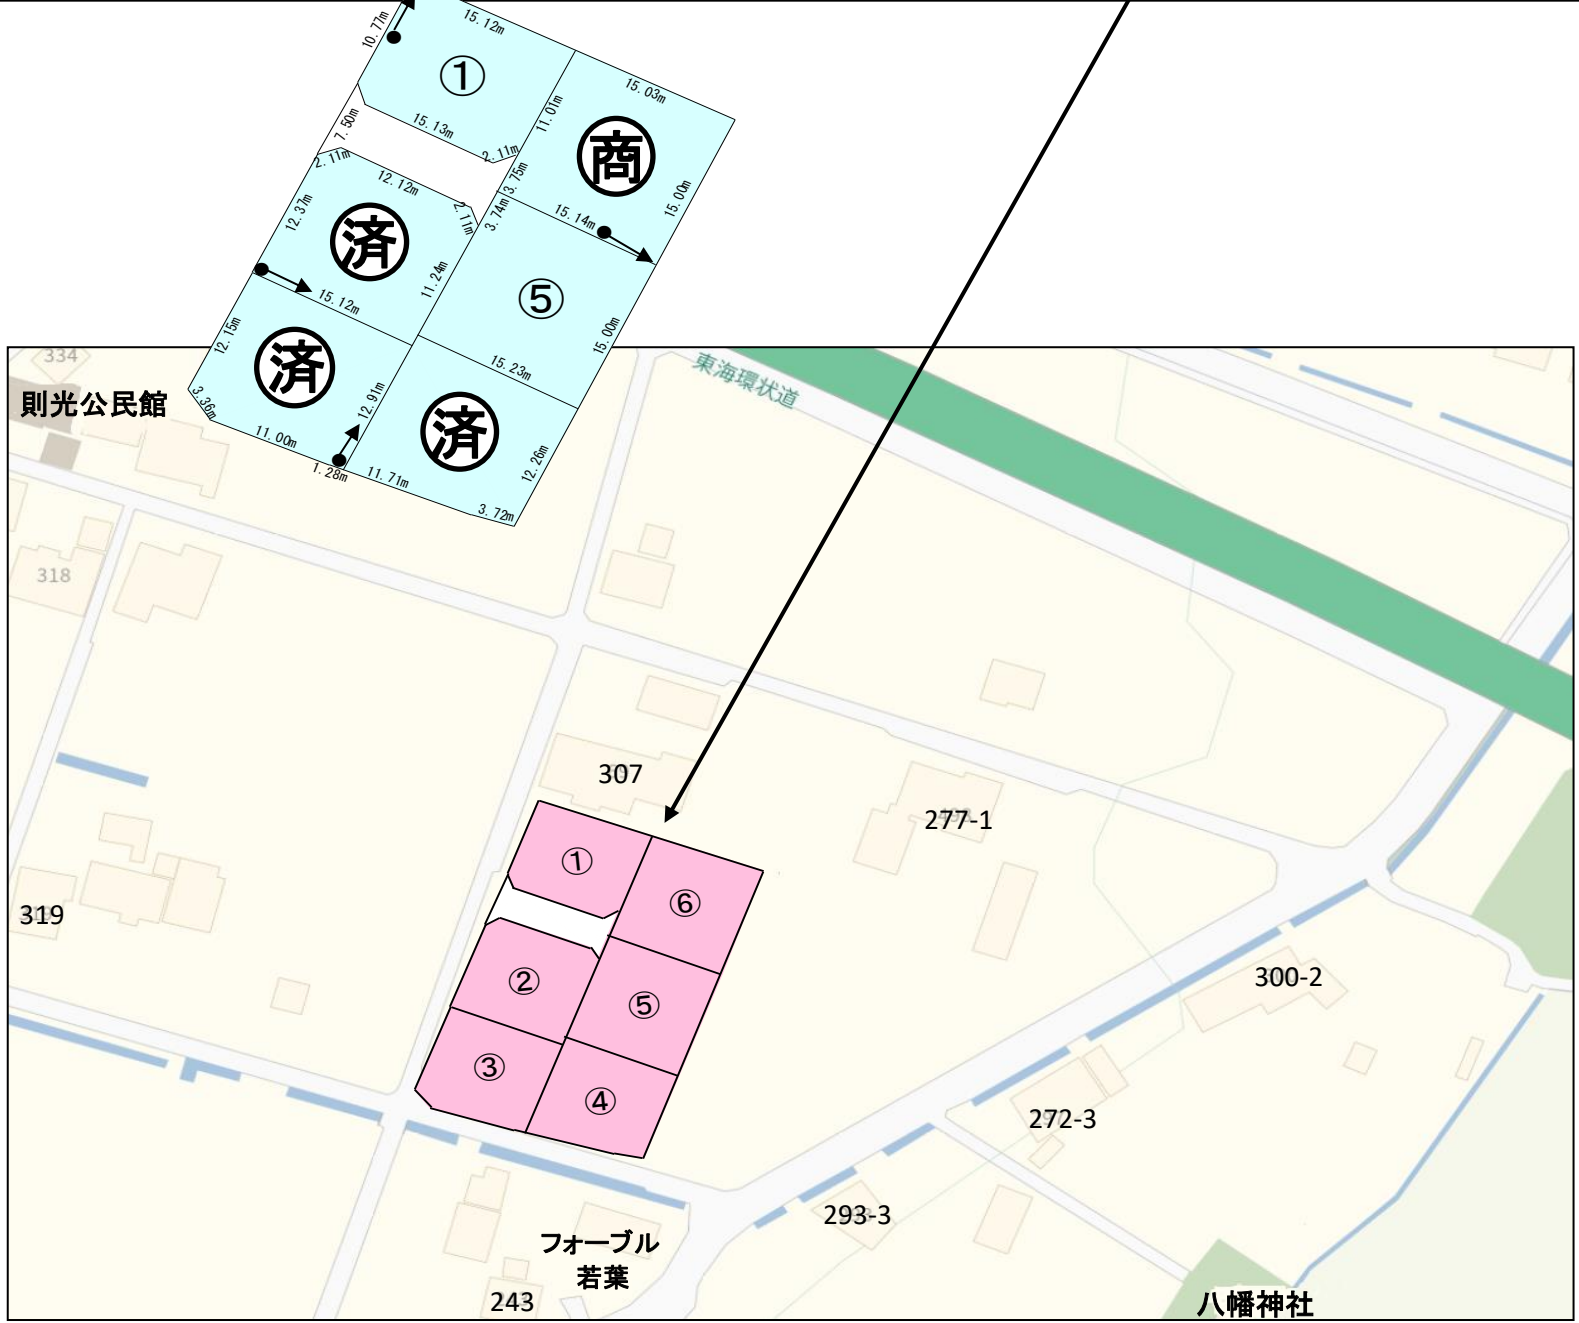 10.77m
15.12m
①
15.03m
11.01m
7.50m
15.13m
2.11m
商
2.11m
12.12m
3.75m
15.00m
2.11m
3.74m
15.14m
12.37m
済
11.24m
⑤
15.12m
12.15m
15.00m
済
15.23m
3.36m
12.91m
済
11.00m
1.28m
11.71m
12.26m
3.72m
334
則光公民館
東海環状道
318
307
277-1
①
⑥
319
②
⑤
300-2
③
④
272-3
293-3
フォーブル
若葉
243
八幡神社